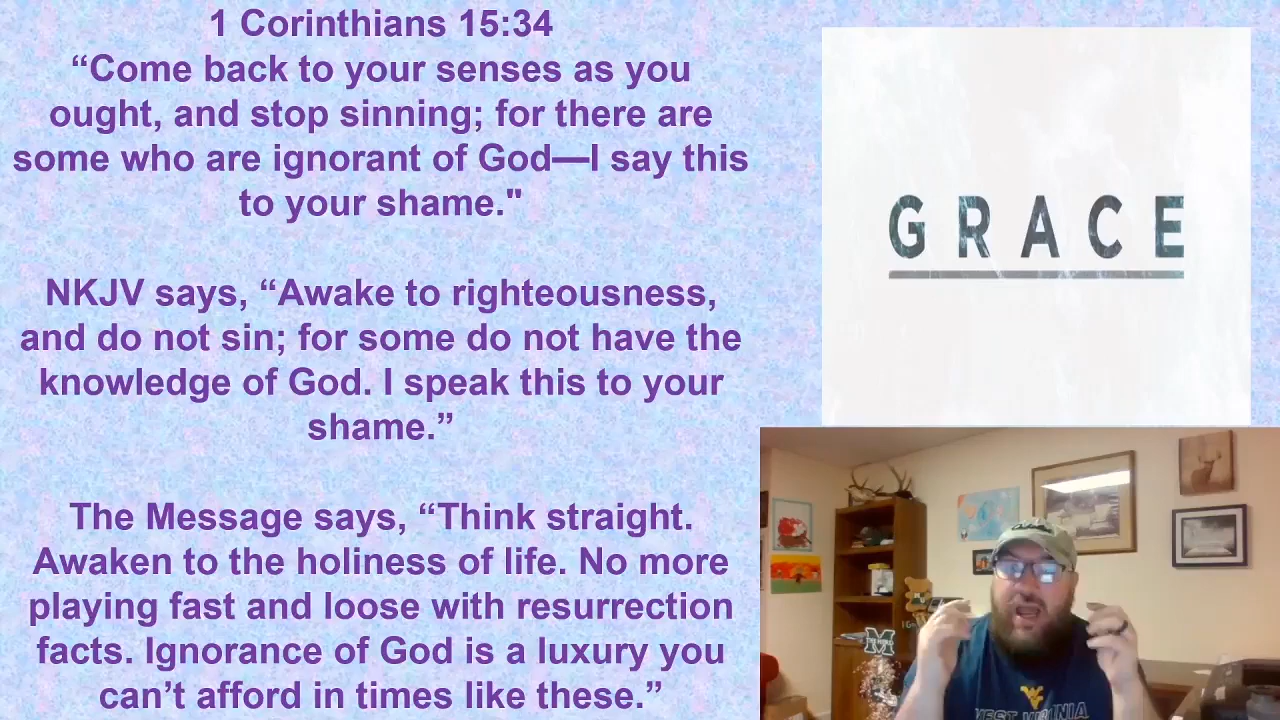 1 Corinthians 15:34
“Come back to your senses as you
ought, and stop sinning; for there are
some who are ignorant of God—I say this
to your shame."
NKJV says, “Awake to righteousness,
and do not sin; for some do not have the
knowledge of God. I speak this to your
shame.”
The Message says, “Think straight.
Awaken to the holiness of life. No more
playing fast and loose with resurrection
facts. Ignorance of God is a luxury you
can’t afford in times like these.”
GRACE
M
WV
WEST VIRGINIA